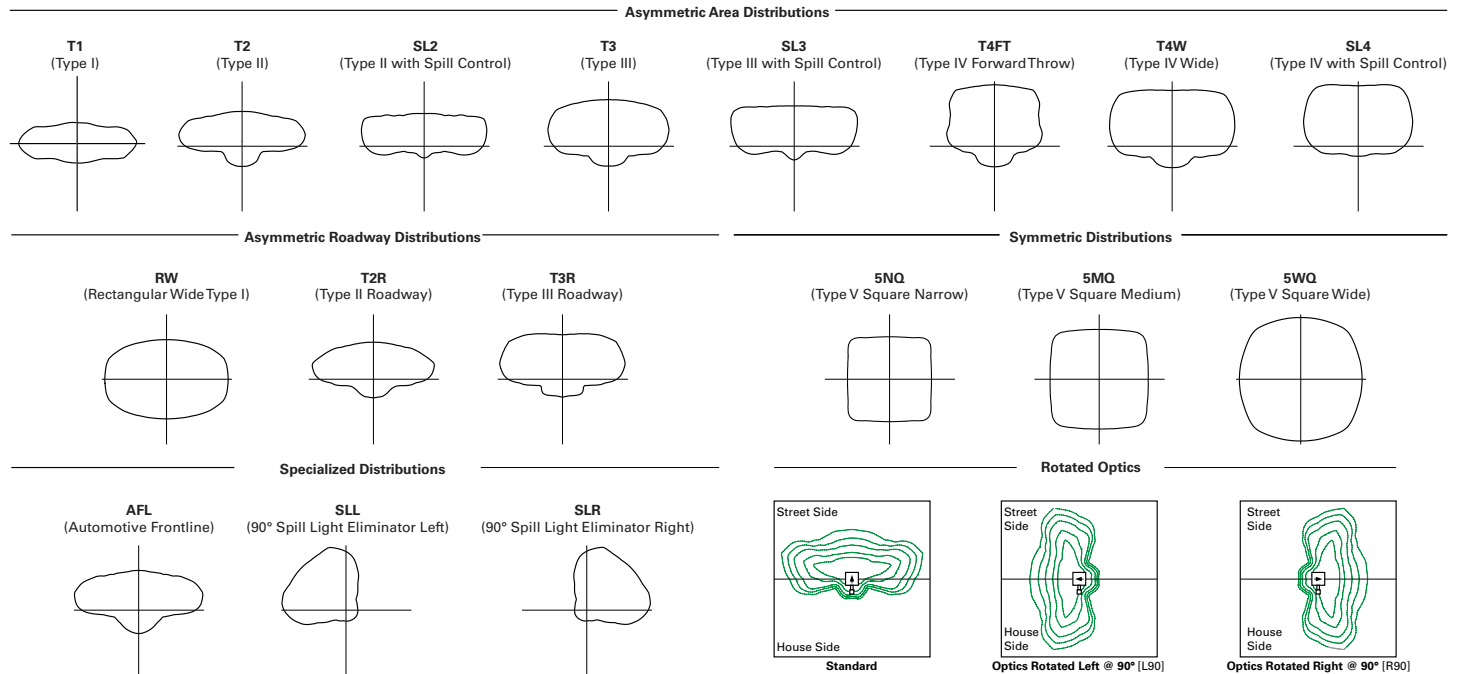 Asymmetric Area Distributions
T1
(Type I)
T2
(Type II)
SL2
(Type II with Spill Control)
T3
(Type III)
SL3
(Type III with Spill Control)
T4FT
(Type IV Forward Throw)
T4W
(Type IV Wide)
SL4
(Type IV with Spill Control)
Asymmetric Roadway Distributions
RW
(Rectangular Wide Type I)
T2R
(Type II Roadway)
T3R
(Type III Roadway)
Symmetric Distributions
5NQ
(Type V Square Narrow)
5MQ
(Type V Square Medium)
5WQ
(Type V Square Wide)
Specialized Distributions
AFL
(Automotive Frontline)
SLL
(90° Spill Light Eliminator Left)
SLR
(90° Spill Light Eliminator Right)
Rotated Optics
Street Side
House Side
Standard
Street
Side
House
Side
Optics Rotated Left @ 90° [L90]
Street
Side
House
Side
Optics Rotated Right @ 90° [R90]